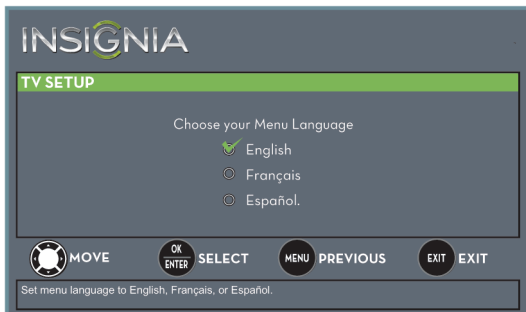 INSIGNIA
TV SETUP
Choose your Menu Language
English
Français
Español.
MOVE OK ENTER SELECT MENU PREVIOUS EXIT EXIT
Set menu language to English, Français, or Español.